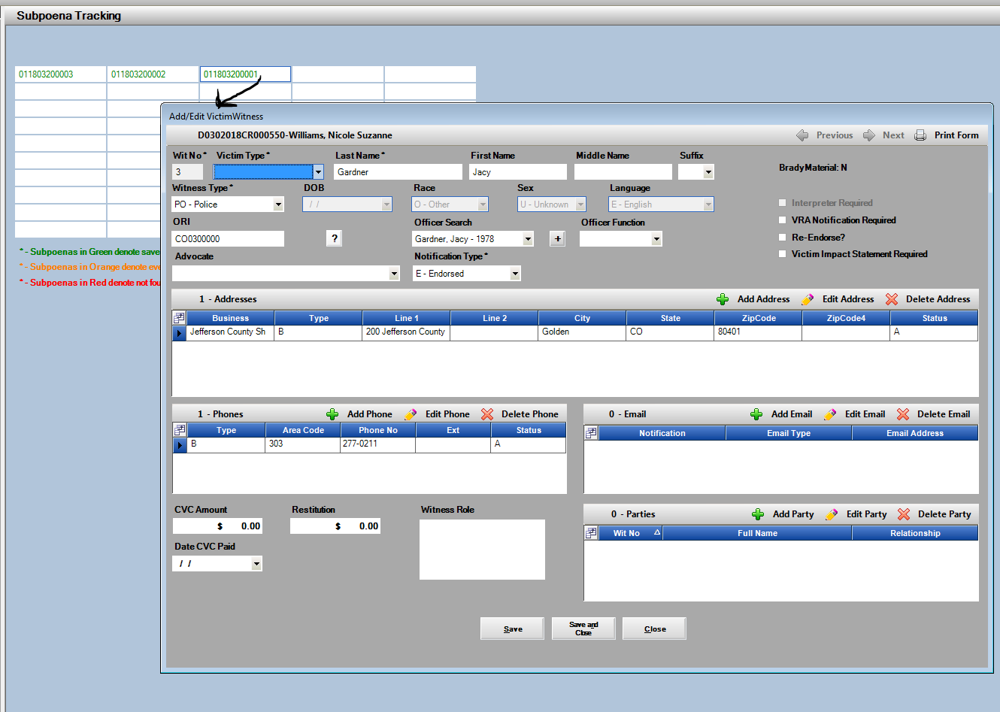 Subpoena Tracking
011803200003 011803200002 011803200001
Add/Edit VictimWitness
D0302018CR000550-Williams, Nicole Suzanne Previous Next Print Form
Wit No * Victim Type * Last Name * First Name Middle Name Suffix
3 Gardner Jacy
Brady Material: N
Witness Type * DOB Race Sex Language
PO - Police / / O - Other U - Unknown E - English
Interpreter Required
VRA Notification Required
ORI Officer Search Officer Function
CO0300000 ? Gardner, Jacy - 1978 +
Re-Endorse?
Victim Impact Statement Required
Advocate Notification Type *
E - Endorsed
* - Subpoenas in Green denote save
* - Subpoenas in Orange denote eve
* - Subpoenas in Red denote not fou
1 - Addresses Add Address Edit Address Delete Address
Business Type Line 1 Line 2 City State ZipCode ZipCode4 Status
Jefferson County Sh B 200 Jefferson County Golden CO 80401 A
1 - Phones Add Phone Edit Phone Delete Phone
Type Area Code Phone No Ext Status
B 303 277-0211 A
0 - Email Add Email Edit Email Delete Email
Notification Email Type Email Address
CVC Amount Restitution Witness Role
$ 0.00 $ 0.00
Date CVC Paid
/ /
0 - Parties Add Party Edit Party Delete Party
Wit No Full Name Relationship
Save Save and Close Close